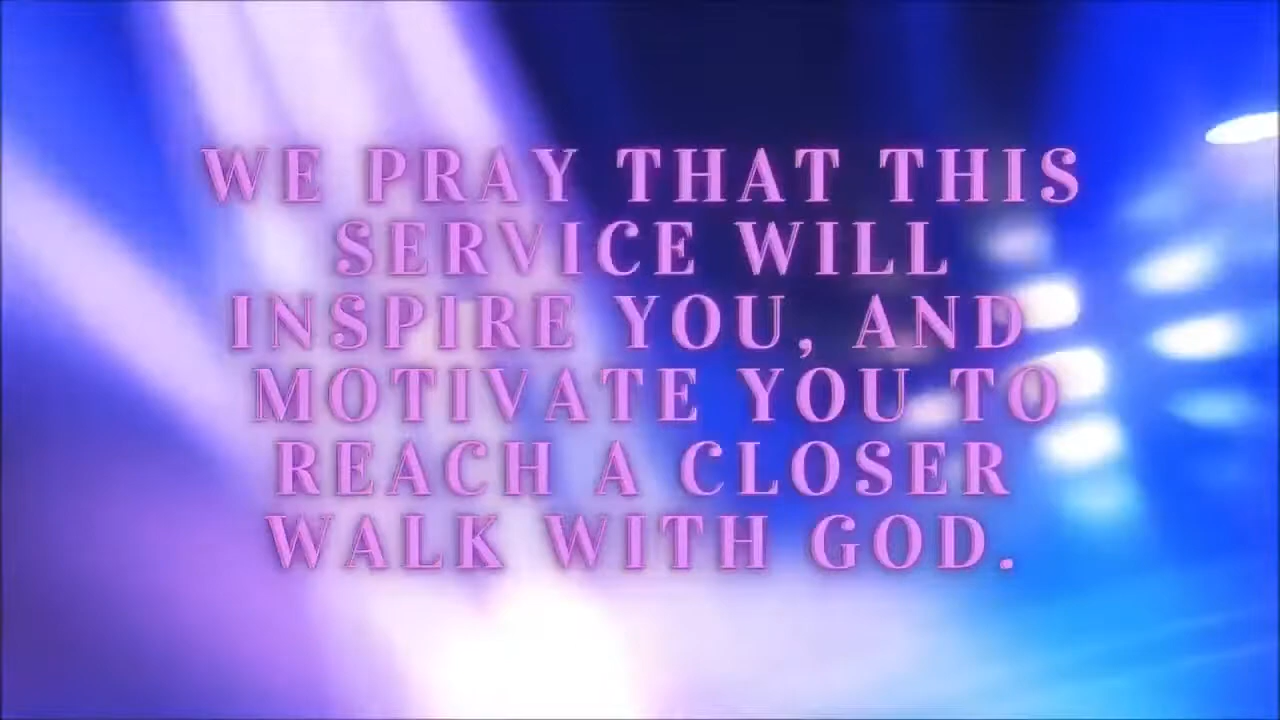 WE PRAY THAT THIS
SERVICE WILL
INSPIRE YOU, AND
MOTIVATE YOU TO
REACH A CLOSER
WALK WITH GOD.